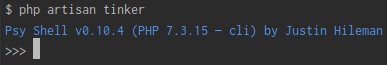 $ php artisan tinker
Psy Shell v0.10.4 (PHP 7.3.15 — cli) by Justin Hileman
>>>